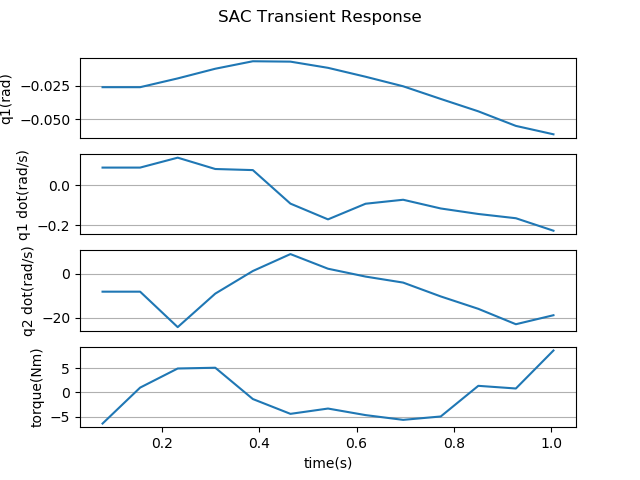 SAC Transient Response
q1(rad)
−0.025
−0.050
q1 dot(rad/s)
0.0
−0.2
q2 dot(rad/s)
0
−20
torque(Nm)
5
0
−5
0.2 0.4 0.6 0.8 1.0
time(s)